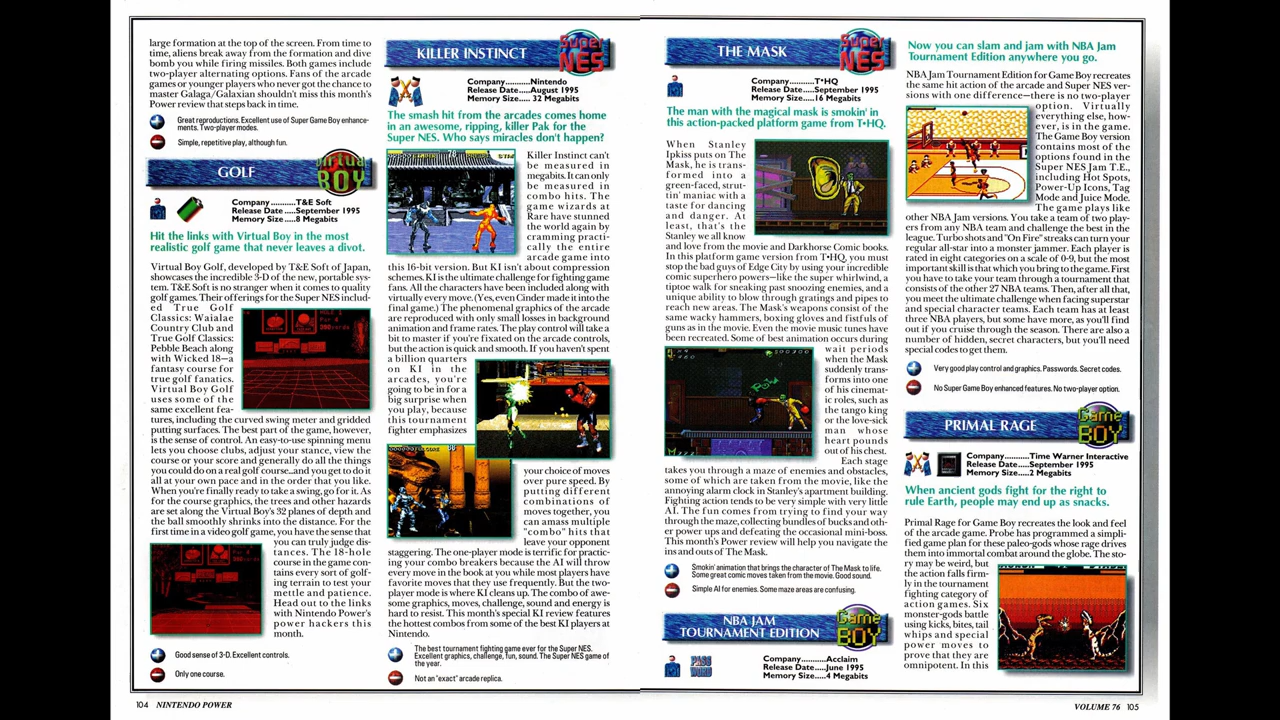 large formation at the top of the screen. From time to
time, aliens break away from the formation and dive
bomb you while firing missiles. Both games include
two-player alternating options. Fans of the arcade
games or younger players who never got the chance to
master Galaga/Galaxian shouldn't miss this month's
Power review that steps back in time.
Great reproductions. Excellent use of Super Game Boy enhance-
ments. Two-player modes.
Simple, repetitive play, although fun.
GOLF
Virtual
BOY
Company............T&E Soft
Release Date .....September 1995
Memory Size.....8 Megabits
Hit the links with Virtual Boy in the most
realistic golf game that never leaves a divot.
Virtual Boy Golf, developed by T&E Soft of Japan,
showcases the incredible 3-D of the new, portable sys-
tem. T&E Soft is no stranger when it comes to quality
golf games. Their offerings for the Super NES includ-
ed True Golf
Classics: Waialae
Country Club and
True Golf Classics:
Pebble Beach along
with Wicked 18—a
fantasy course for
true golf fanatics.
Virtual Boy Golf
uses some of the
same excellent fea-
tures, including the curved swing meter and gridded
putting surfaces. The best part of the game, however,
is the sense of control. An easy-to-use spinning menu
lets you choose clubs, adjust your stance, view the
course or your score and generally do all the things
you could do on a real golf course...and you get to do it
all at your own pace and in the order that you like.
When you're finally ready to take a swing, go for it. As
for the course graphics, the trees and other hazards
are set along the Virtual Boy's 32 planes of depth and
the ball smoothly shrinks into the distance. For the
first time in a video golf game, you have the sense that
you can truly judge dis-
tances. The 18-hole
course in the game con-
tains every sort of golf-
ing terrain to test your
mettle and patience.
Head out to the links
with Nintendo Power's
power hackers this
month.
Good sense of 3-D. Excellent controls.
Only one course.
104 NINTENDO POWER
KILLER INSTINCT
Super
NES
Company...........Nintendo
Release Date .....August 1995
Memory Size..... 32 Megabits
The smash hit from the arcades comes home
in an awesome, ripping, killer Pak for the
Super NES. Who says miracles don't happen?
Killer Instinct can't
be measured in
megabits. It can only
be measured in
combo hits. The
game wizards at
Rare have stunned
the world again by
cramming practi-
cally the entire
arcade game into
this 16-bit version. But KI isn't about compression
schemes. KI is the ultimate challenge for fighting game
fans. All the characters have been included along with
virtually every move. (Yes, even Cinder made it into the
final game.) The phenomenal graphics of the arcade
are reproduced with only small losses in background
animation and frame rates. The play control will take a
bit to master if you're fixated on the arcade controls,
but the action is quick and smooth. If you haven't spent
a billion quarters
on KI in the
arcades, you're
going to be in for a
big surprise when
you play, because
this tournament
fighter emphasizes
your choice of moves
over pure speed. By
putting different
combinations of
moves together, you
can amass multiple
"combo" hits that
leave your opponent
staggering. The one-player mode is terrific for practic-
ing your combo breakers because the AI will throw
every move in the book at you while most players have
favorite moves that they use frequently. But the two-
player mode is where KI cleans up. The combo of awe-
some graphics, moves, challenge, sound and energy is
hard to resist. This month's special KI review features
the hottest combos from some of the best KI players at
Nintendo.
The best tournament fighting game ever for the Super NES.
Excellent graphics, challenge, fun, sound. The Super NES game of
the year.
Not an "exact" arcade replica.
THE MASK
Super
NES
Company...........T•HQ
Release Date.....September 1995
Memory Size.....16 Megabits
The man with the magical mask is smokin' in
this action-packed platform game from T•HQ.
When Stanley
Ipkiss puts on The
Mask, he is trans-
formed into a
green-faced, strut-
tin' maniac with a
taste for dancing
and danger. At
least, that's the
Stanley we all know
and love from the movie and Darkhorse Comic books.
In this platform game version from T•HQ, you must
stop the bad guys of Edge City by using your incredible
comic superhero powers—like the super whirlwind, a
tiptoe walk for sneaking past snoozing enemies, and a
unique ability to blow through gratings and pipes to
reach new areas. The Mask's weapons consist of the
same wacky hammers, boxing gloves and fistfuls of
guns as in the movie. Even the movie music tunes have
been recreated. Some of best animation occurs during
wait periods
when the Mask
suddenly trans-
forms into one
of his cinemat-
ic roles, such as
the tango king
or the love-sick
man whose
heart pounds
out of his chest.
Each stage
takes you through a maze of enemies and obstacles,
some of which are taken from the movie, like the
annoying alarm clock in Stanley's apartment building.
Fighting action tends to be very simple with very little
AI. The fun comes from trying to find your way
through the maze, collecting bundles of bucks and oth-
er power ups and defeating the occasional mini-boss.
This month's Power review will help you navigate the
ins and outs of The Mask.
Smokin' animation that brings the character of The Mask to life.
Some great comic moves taken from the movie. Good sound.
Simple AI for enemies. Some maze areas are confusing.
NBA JAM
TOURNAMENT EDITION
Game
BOY
PASS
WORD
Company...........Acclaim
Release Date.....June 1995
Memory Size.....4 Megabits
Now you can slam and jam with NBA Jam
Tournament Edition anywhere you go.
NBA Jam Tournament Edition for Game Boy recreates
the same hit action of the arcade and Super NES ver-
sions with one difference—there is no two-player
option. Virtually
everything else, how-
ever, is in the game.
The Game Boy version
contains most of the
options found in the
Super NES Jam T.E.,
including Hot Spots,
Power-Up Icons, Tag
Mode and Juice Mode.
The game plays like
other NBA Jam versions. You take a team of two play-
ers from any NBA team and challenge the best in the
league. Turbo shots and "On Fire" streaks can turn your
regular all-star into a monster jammer. Each player is
rated in eight categories on a scale of 0-9, but the most
important skill is that which you bring to the game. First
you have to take your team through a tournament that
consists of the other 27 NBA teams. Then, after all that,
you meet the ultimate challenge when facing superstar
and special character teams. Each team has at least
three NBA players, but some have more, as you'll find
out if you cruise through the season. There are also a
number of hidden, secret characters, but you'll need
special codes to get them.
Very good play control and graphics. Passwords. Secret codes.
No Super Game Boy enhanced features. No two-player option.
PRIMAL RAGE
Game
BOY
Company...........Time Warner Interactive
Release Date.....September 1995
Memory Size.....2 Megabits
When ancient gods fight for the right to
rule Earth, people may end up as snacks.
Primal Rage for Game Boy recreates the look and feel
of the arcade game. Probe has programmed a simpli-
fied game plan for these paleo-gods whose rage drives
them into immortal combat around the globe. The sto-
ry may be weird, but
the action falls firm-
ly in the tournament
fighting category of
action games. Six
monster-gods battle
using kicks, bites, tail
whips and special
power moves to
prove that they are
omnipotent. In this
VOLUME 76 105